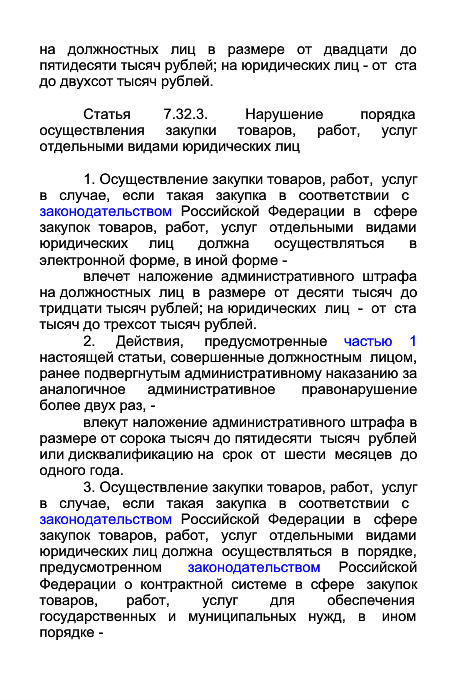 на должностных лиц в размере от двадцати до
пятидесяти тысяч рублей; на юридических лиц - от ста
до двухсот тысяч рублей.
Статья 7.32.3. Нарушение порядка
осуществления закупки товаров, работ, услуг
отдельными видами юридических лиц
1. Осуществление закупки товаров, работ, услуг
в случае, если такая закупка в соответствии с
законодательством Российской Федерации в сфере
закупок товаров, работ, услуг отдельными видами
юридических лиц должна осуществляться в
электронной форме, в иной форме -
влечет наложение административного штрафа
на должностных лиц в размере от десяти тысяч до
тридцати тысяч рублей; на юридических лиц - от ста
тысяч до трехсот тысяч рублей.
2. Действия, предусмотренные частью 1
настоящей статьи, совершенные должностным лицом,
ранее подвергнутым административному наказанию за
аналогичное административное правонарушение
более двух раз, -
влекут наложение административного штрафа в
размере от сорока тысяч до пятидесяти тысяч рублей
или дисквалификацию на срок от шести месяцев до
одного года.
3. Осуществление закупки товаров, работ, услуг
в случае, если такая закупка в соответствии с
законодательством Российской Федерации в сфере
закупок товаров, работ, услуг отдельными видами
юридических лиц должна осуществляться в порядке,
предусмотренном законодательством Российской
Федерации о контрактной системе в сфере закупок
товаров, работ, услуг для обеспечения
государственных и муниципальных нужд, в ином
порядке -